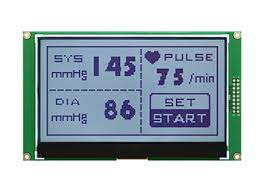 SYS
mmHg 145
PULSE
75 /min
DIA
mmHg 86
SET
START